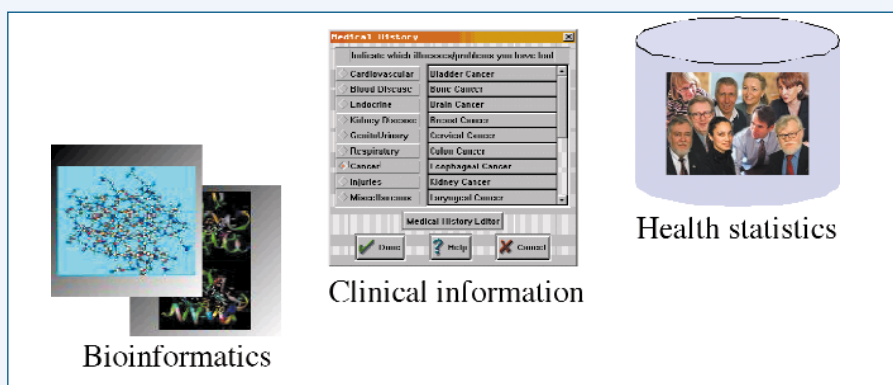 Medical History
Indicate which illnesses/problems you have had
Cardiovascular
Blood Disease
Endocrine
Kidney Disease
GenitoUrinary
Respiratory
Cancer
Injuries
Miscellaneous
Bladder Cancer
Bone Cancer
Brain Cancer
Breast Cancer
Cervical Cancer
Colon Cancer
Esophageal Cancer
Kidney Cancer
Laryngeal Cancer
Medical History Editor
Done
Help
Cancel
Health statistics
Clinical information
Bioinformatics